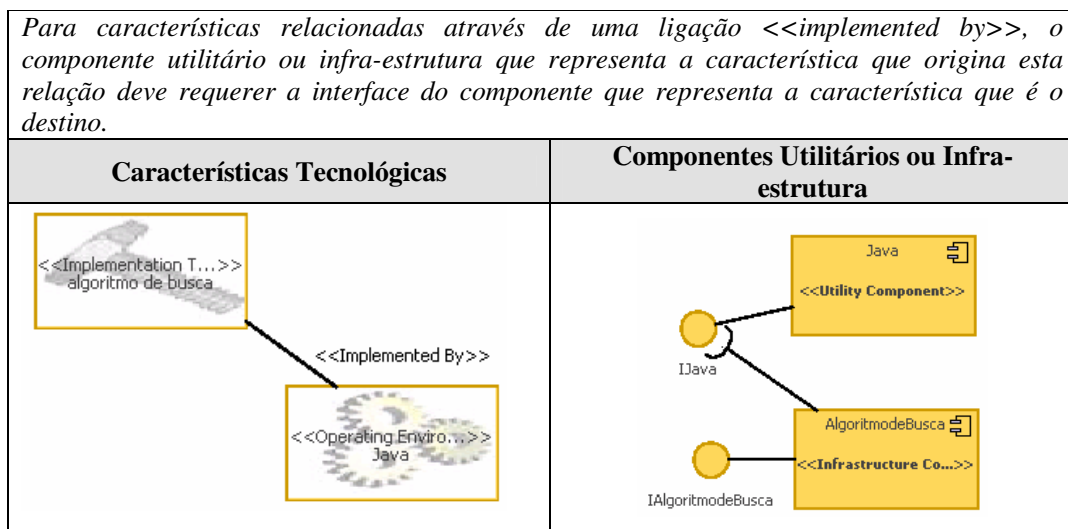 Para características relacionadas através de uma ligação <<implemented by>>, o
componente utilitário ou infra-estrutura que representa a característica que origina esta
relação deve requerer a interface do componente que representa a característica que é o
destino.
Características Tecnológicas
Componentes Utilitários ou Infra-
estrutura
<<Implementation T...>>
algoritmo de busca
<<Implemented By>>
<<Operating Enviro...>>
Java
Java
<<Utility Component>>
IJava
AlgoritmodeBusca
<<Infrastructure Co...>>
IAlgoritmodeBusca